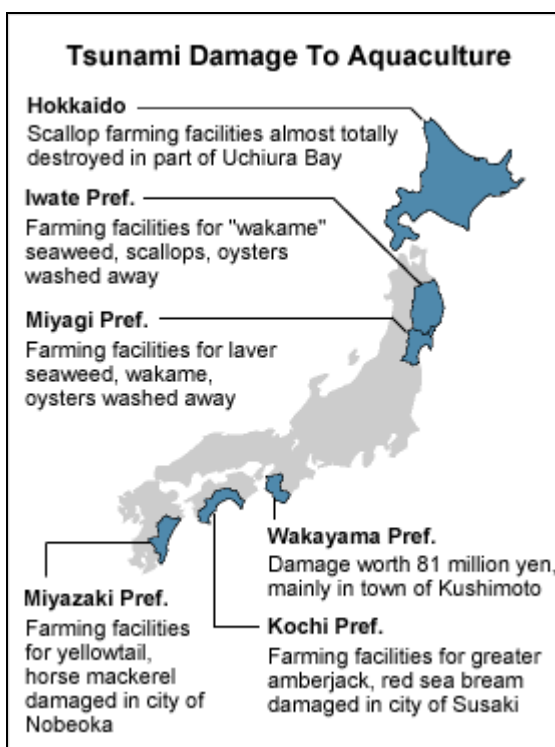 Tsunami Damage To Aquaculture
Hokkaido
Scallop farming facilities almost totally
destroyed in part of Uchiura Bay
Iwate Pref.
Farming facilities for "wakame"
seaweed, scallops, oysters
washed away
Miyagi Pref.
Farming facilities for laver
seaweed, wakame,
oysters washed away
Wakayama Pref.
Damage worth 81 million yen,
mainly in town of Kushimoto
Miyazaki Pref.
Farming facilities
for yellowtail,
horse mackerel
damaged in city of
Nobeoka
Kochi Pref.
Farming facilities for greater
amberjack, red sea bream
damaged in city of Susaki